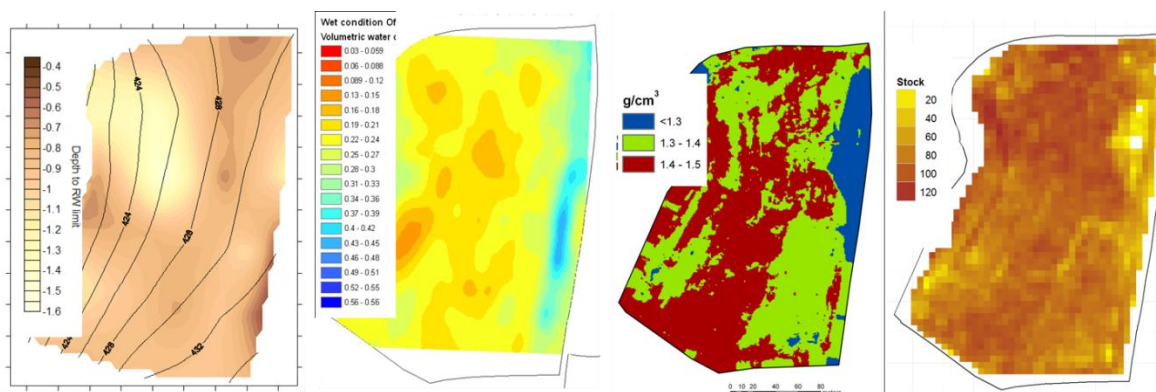 -0.4
-0.5
-0.6
-0.7
-0.8
-0.9
-1
-1.1
-1.2
-1.3
-1.4
-1.5
-1.6
Depth to RW limit
424
428
424
426
424
428
432
Wet condition Of
Volumetric water c
0.03 - 0.059
0.06 - 0.088
0.089 - 0.12
0.13 - 0.15
0.16 - 0.18
0.19 - 0.21
0.22 - 0.24
0.25 - 0.27
0.28 - 0.3
0.31 - 0.33
0.34 - 0.36
0.37 - 0.39
0.4 - 0.42
0.43 - 0.45
0.46 - 0.48
0.49 - 0.51
0.52 - 0.55
0.56 - 0.56
g/cm³
<1.3
1.3 - 1.4
1.4 - 1.5
0 10 20 40 60 80
Stock
20
40
60
80
100
120